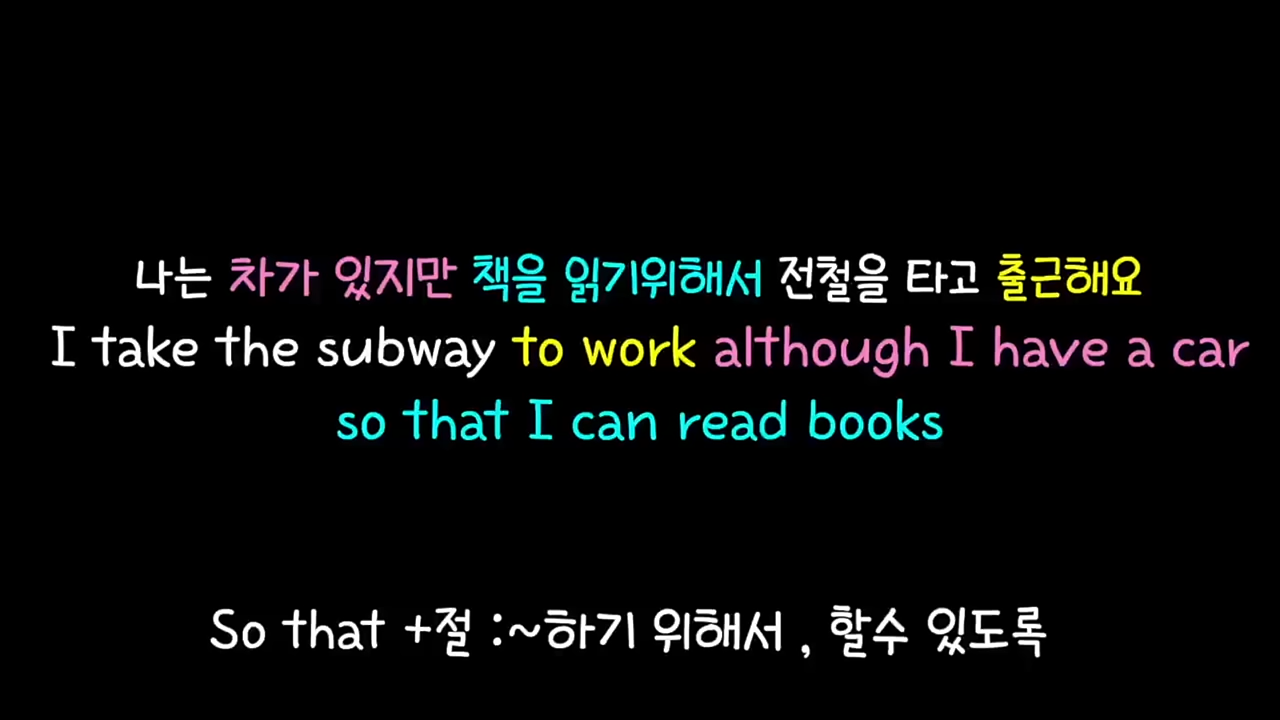 나는 차가 있지만 책을 읽기위해서 전철을 타고 출근해요
I take the subway to work although I have a car
so that I can read books
So that +절 :~하기 위해서 , 할수 있도록